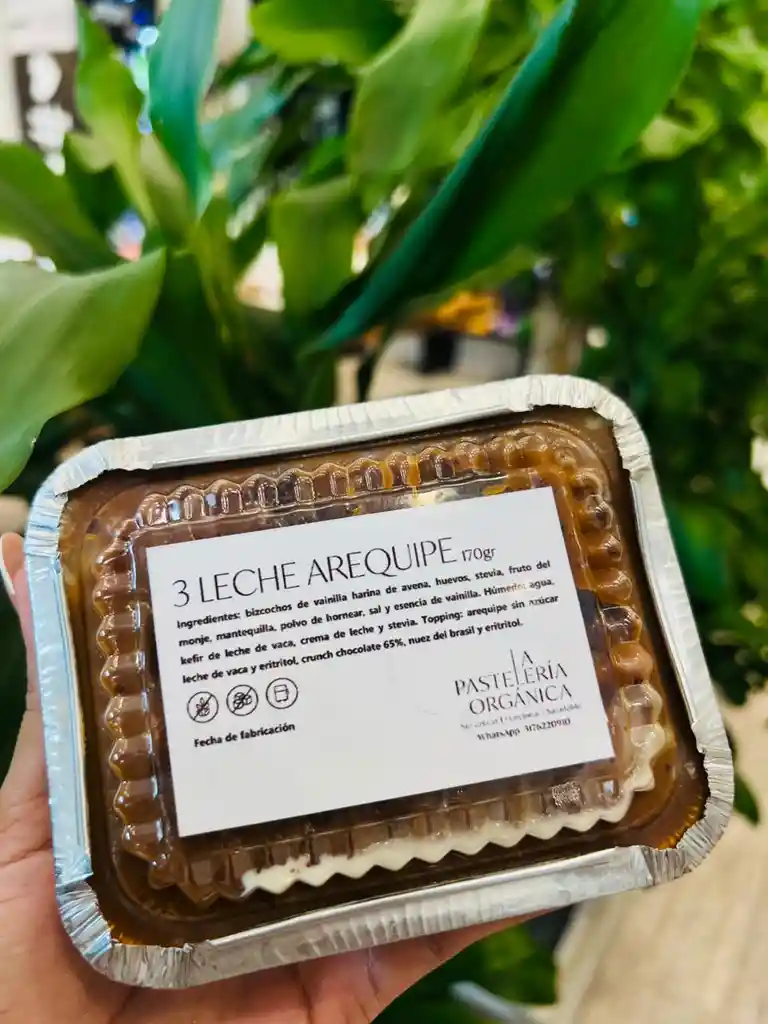 3 LECHE AREQUIPE 170gr
Ingredientes: bizcochos de vainilla harina de avena, huevos, stevia, fruto del
monje, mantequilla, polvo de hornear, sal y esencia de vainilla. Húmedo: agua,
kefir de leche de vaca, crema de leche y stevia. Topping: arequipe sin azúcar
leche de vaca y eritritol, crunch chocolate 65%, nuez del brasil y eritritol.
LA
PASTELERÍA
ORGÁNICA
WhatsApp
Fecha de fabricación